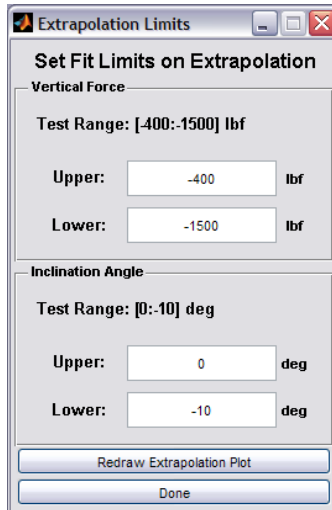 Extrapolation Limits
Set Fit Limits on Extrapolation
Vertical Force
Test Range: [-400:-1500] lbf
Upper: -400 lbf
Lower: -1500 lbf
Inclination Angle
Test Range: [0:-10] deg
Upper: 0 deg
Lower: -10 deg
Redraw Extrapolation Plot
Done